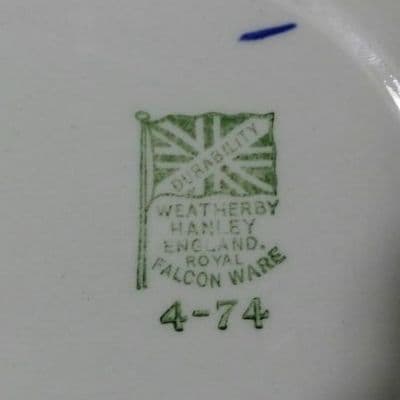 DURABILITY
WEATHERBY
HANLEY
ENGLAND.
ROYAL
FALCON WARE
4-74